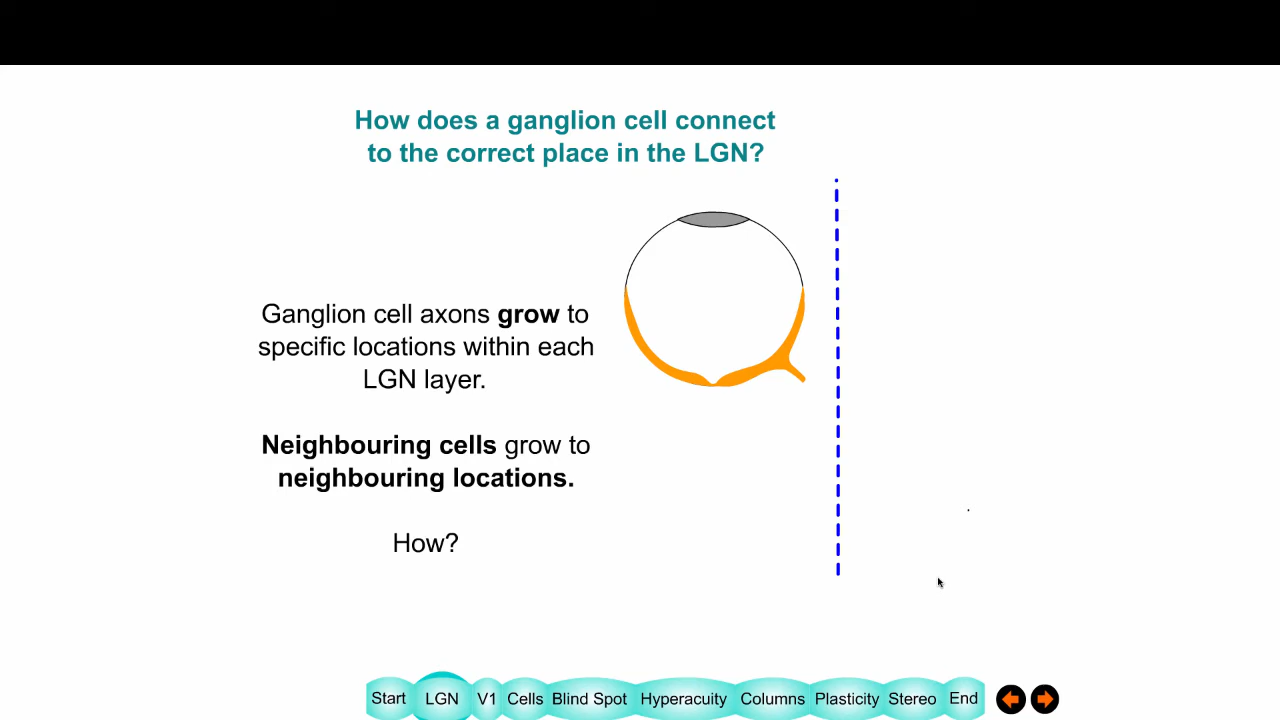 How does a ganglion cell connect
to the correct place in the LGN?
Ganglion cell axons grow to
specific locations within each
LGN layer.
Neighbouring cells grow to
neighbouring locations.
How?
Start LGN V1 Cells Blind Spot Hyperacuity Columns Plasticity Stereo End